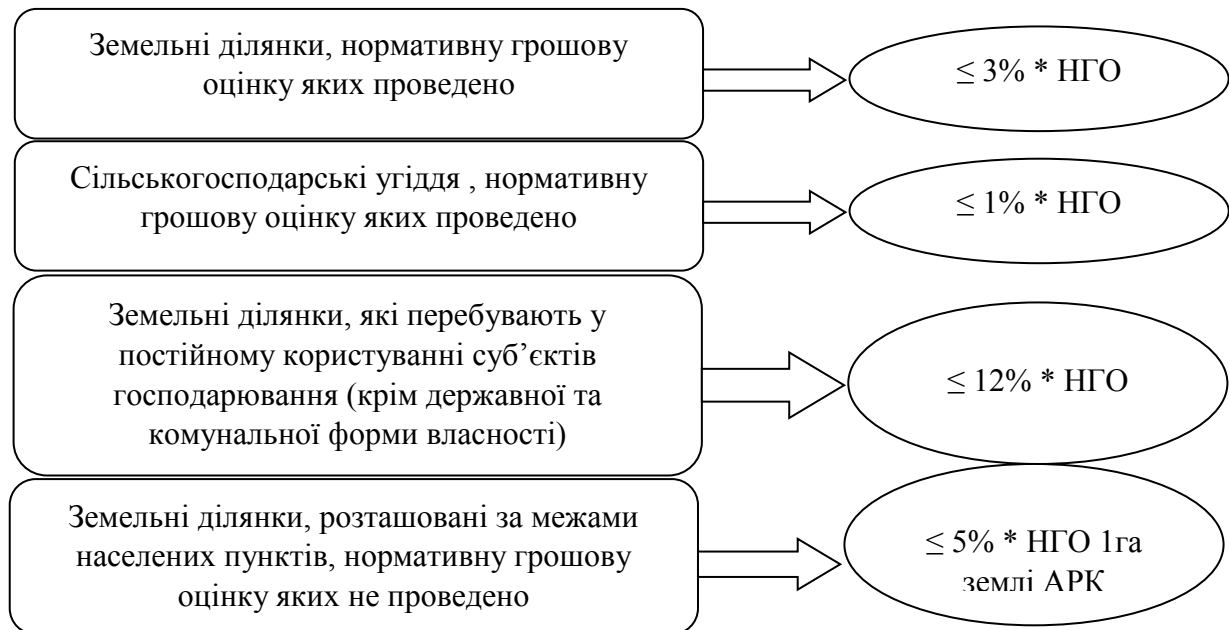 Земельні ділянки, нормативну грошову
оцінку яких проведено
≤ 3% * НГО
Сільськогосподарські угіддя , нормативну
грошову оцінку яких проведено
≤ 1% * НГО
Земельні ділянки, які перебувають у
постійному користуванні суб’єктів
господарювання (крім державної та
комунальної форми власності)
≤ 12% * НГО
Земельні ділянки, розташовані за межами
населених пунктів, нормативну грошову
оцінку яких не проведено
≤ 5% * НГО 1га
землі АРК